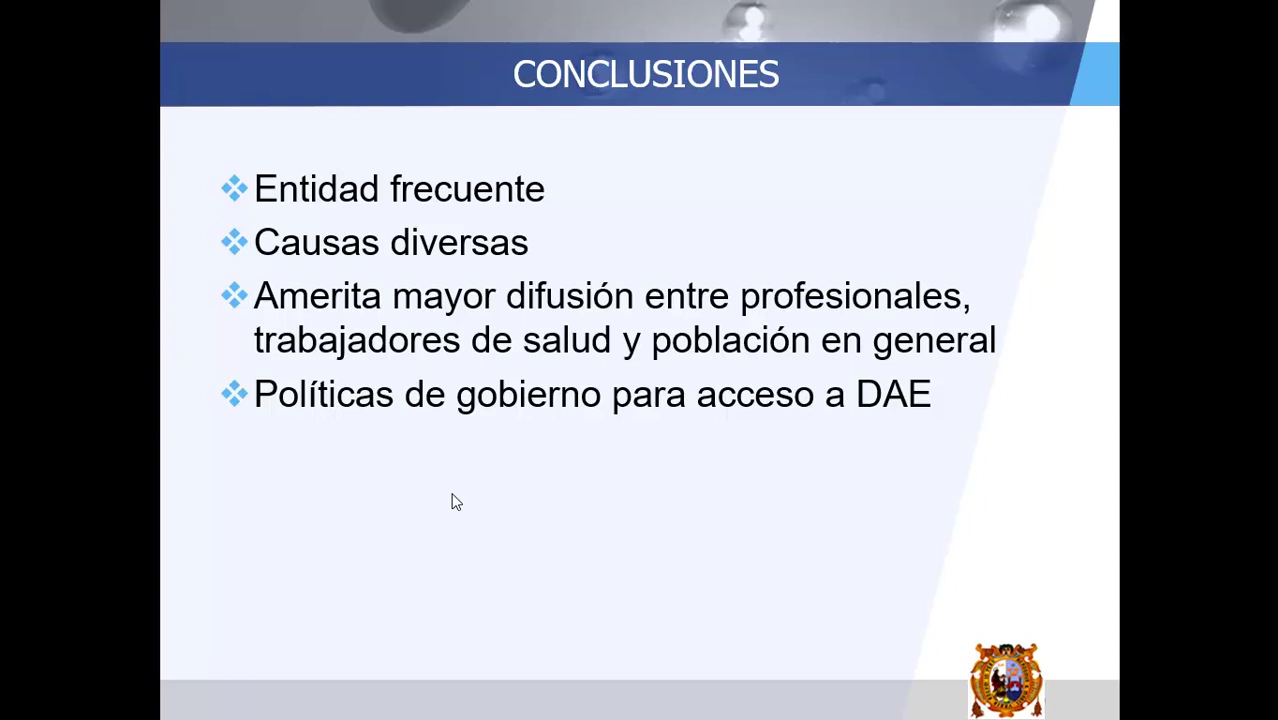 CONCLUSIONES
Entidad frecuente
Causas diversas
Amerita mayor difusión entre profesionales,
trabajadores de salud y población en general
Políticas de gobierno para acceso a DAE